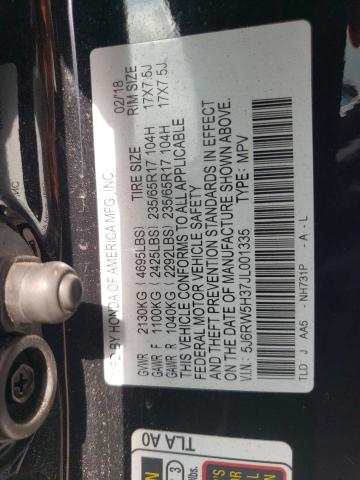 MFD BY HONDA OF AMERICA MFG.,INC. 02/'18
TIRE SIZE RIM SIZE
GVWR 2130KG (4695LBS)
GAWR F 1100KG (2425LBS) 235/65R17 104H 17X7.5J
GAWR R 1040KG (2292LBS) 235/65R17 104H 17X7.5J
THIS VEHICLE CONFORMS TO ALL APPLICABLE
FEDERAL MOTOR VEHICLE SAFETY
AND THEFT PREVENTION STANDARDS IN EFFECT
ON THE DATE OF MANUFACTURE SHOWN ABOVE.
V.I.N.: 5J6RW5H37JL001335 TYPE: MPV
TLD J AA5 - NH731P - A - L
TLA A0